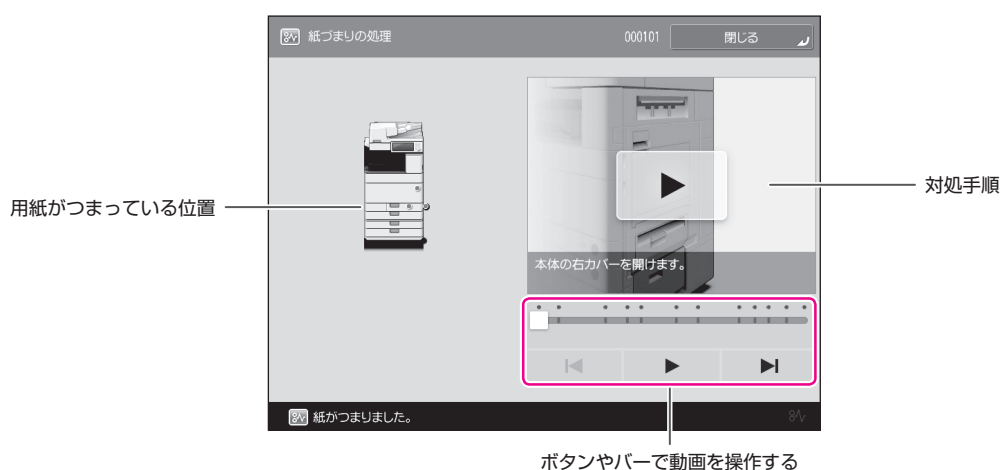 紙づまりの処理
000101
閉じる
用紙がつまっている位置
対処手順
本体の右カバーを開けます。
紙がつまりました。
ボタンやバーで動画を操作する